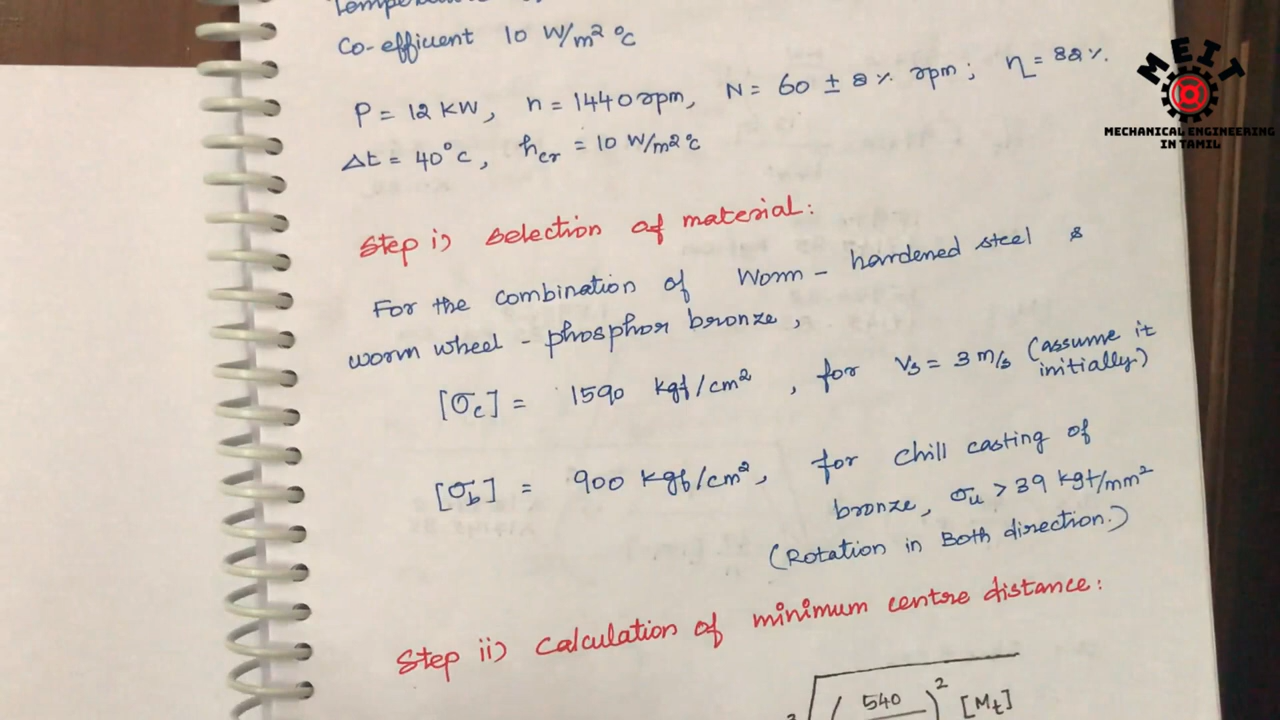 Co-efficient 10 W/m² °C
P = 12 KW, n = 1440 rpm, N = 60 ± 2 % rpm ; η = 82 %.
Δt = 40°C, hcr = 10 W/m² °C
Step i) Selection of material:
For the combination of Worm - hardened steel &
worm wheel - phosphor bronze,
[σc] = 1590 kgf/cm², for Vs = 3 m/s (assume it
initially)
[σb] = 900 kgf/cm², for chill casting of
bronze, σu > 39 kgf/mm²
(Rotation in Both direction.)
Step ii) Calculation of minimum centre distance:
3√(540)² [Mt]
MEIT
MECHANICAL ENGINEERING
IN TAMIL